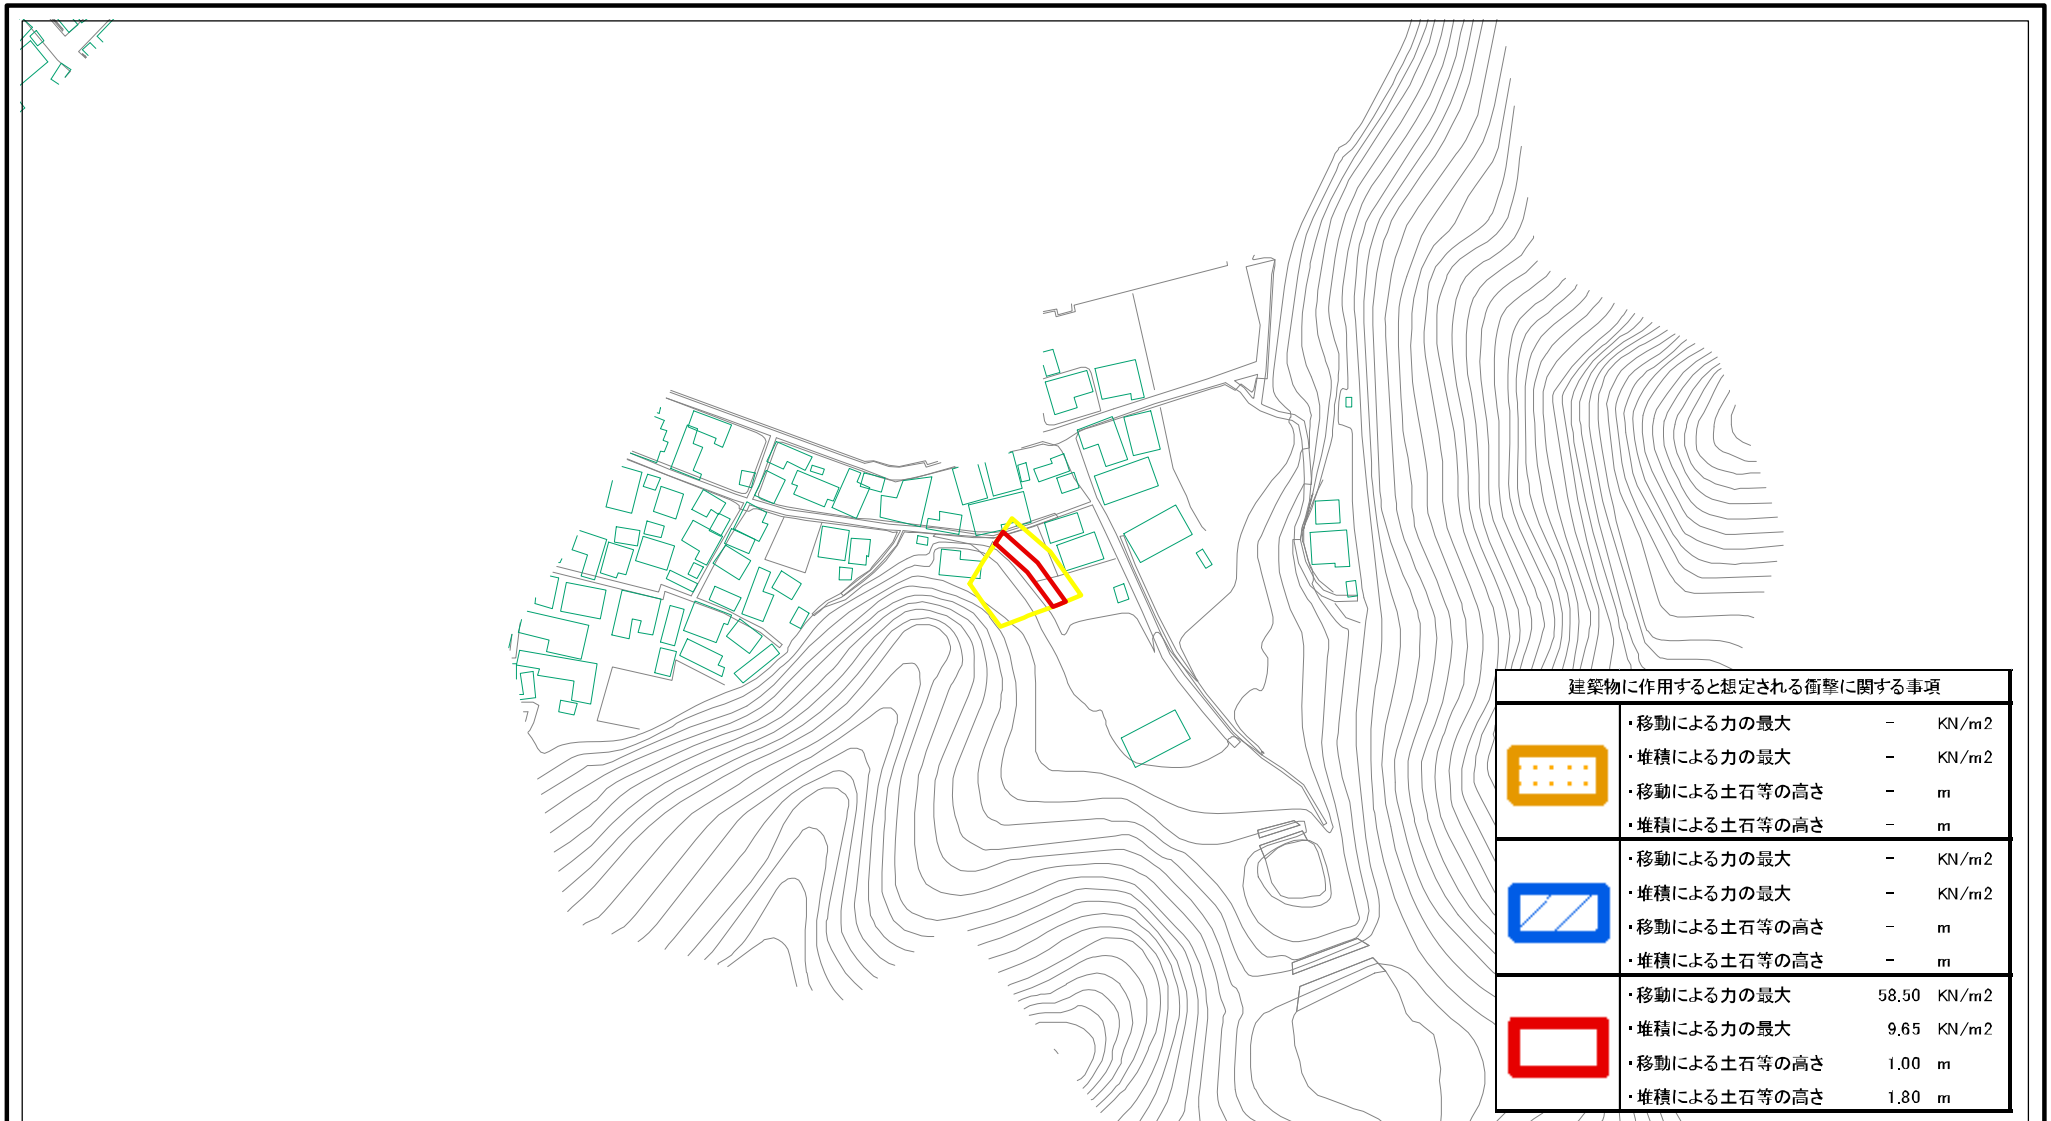 建築物に作用すると想定される衝撃に関する事項
・移動による力の最大 - KN/m2
・堆積による力の最大 - KN/m2
・移動による土石等の高さ - m
・堆積による土石等の高さ - m
・移動による力の最大 - KN/m2
・堆積による力の最大 - KN/m2
・移動による土石等の高さ - m
・堆積による土石等の高さ - m
・移動による力の最大 58.50 KN/m2
・堆積による力の最大 9.65 KN/m2
・移動による土石等の高さ 1.00 m
・堆積による土石等の高さ 1.80 m